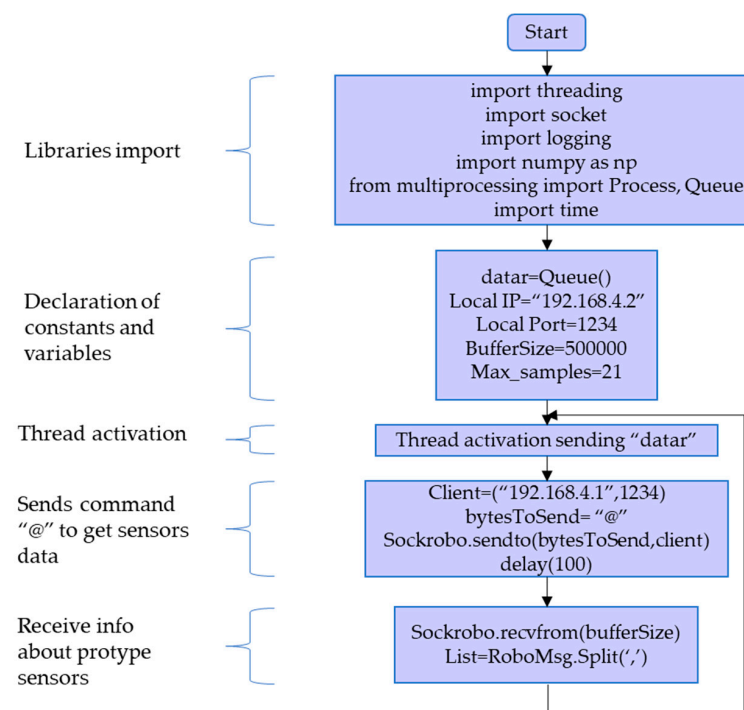 Start
Libraries import
import threading
import socket
import logging
import numpy as np
from multiprocessing import Process, Queue
import time
Declaration of
constants and
variables
datar=Queue()
Local IP=“192.168.4.2”
Local Port=1234
BufferSize=500000
Max_samples=21
Thread activation
Thread activation sending “datar”
Sends command
“@” to get sensors
data
Client=(“192.168.4.1”,1234)
bytesToSend= “@”
Sockrobo.sendto(bytesToSend,client)
delay(100)
Receive info
about protype
sensors
Sockrobo.recvfrom(bufferSize)
List=RoboMsg.Split(‘,’)